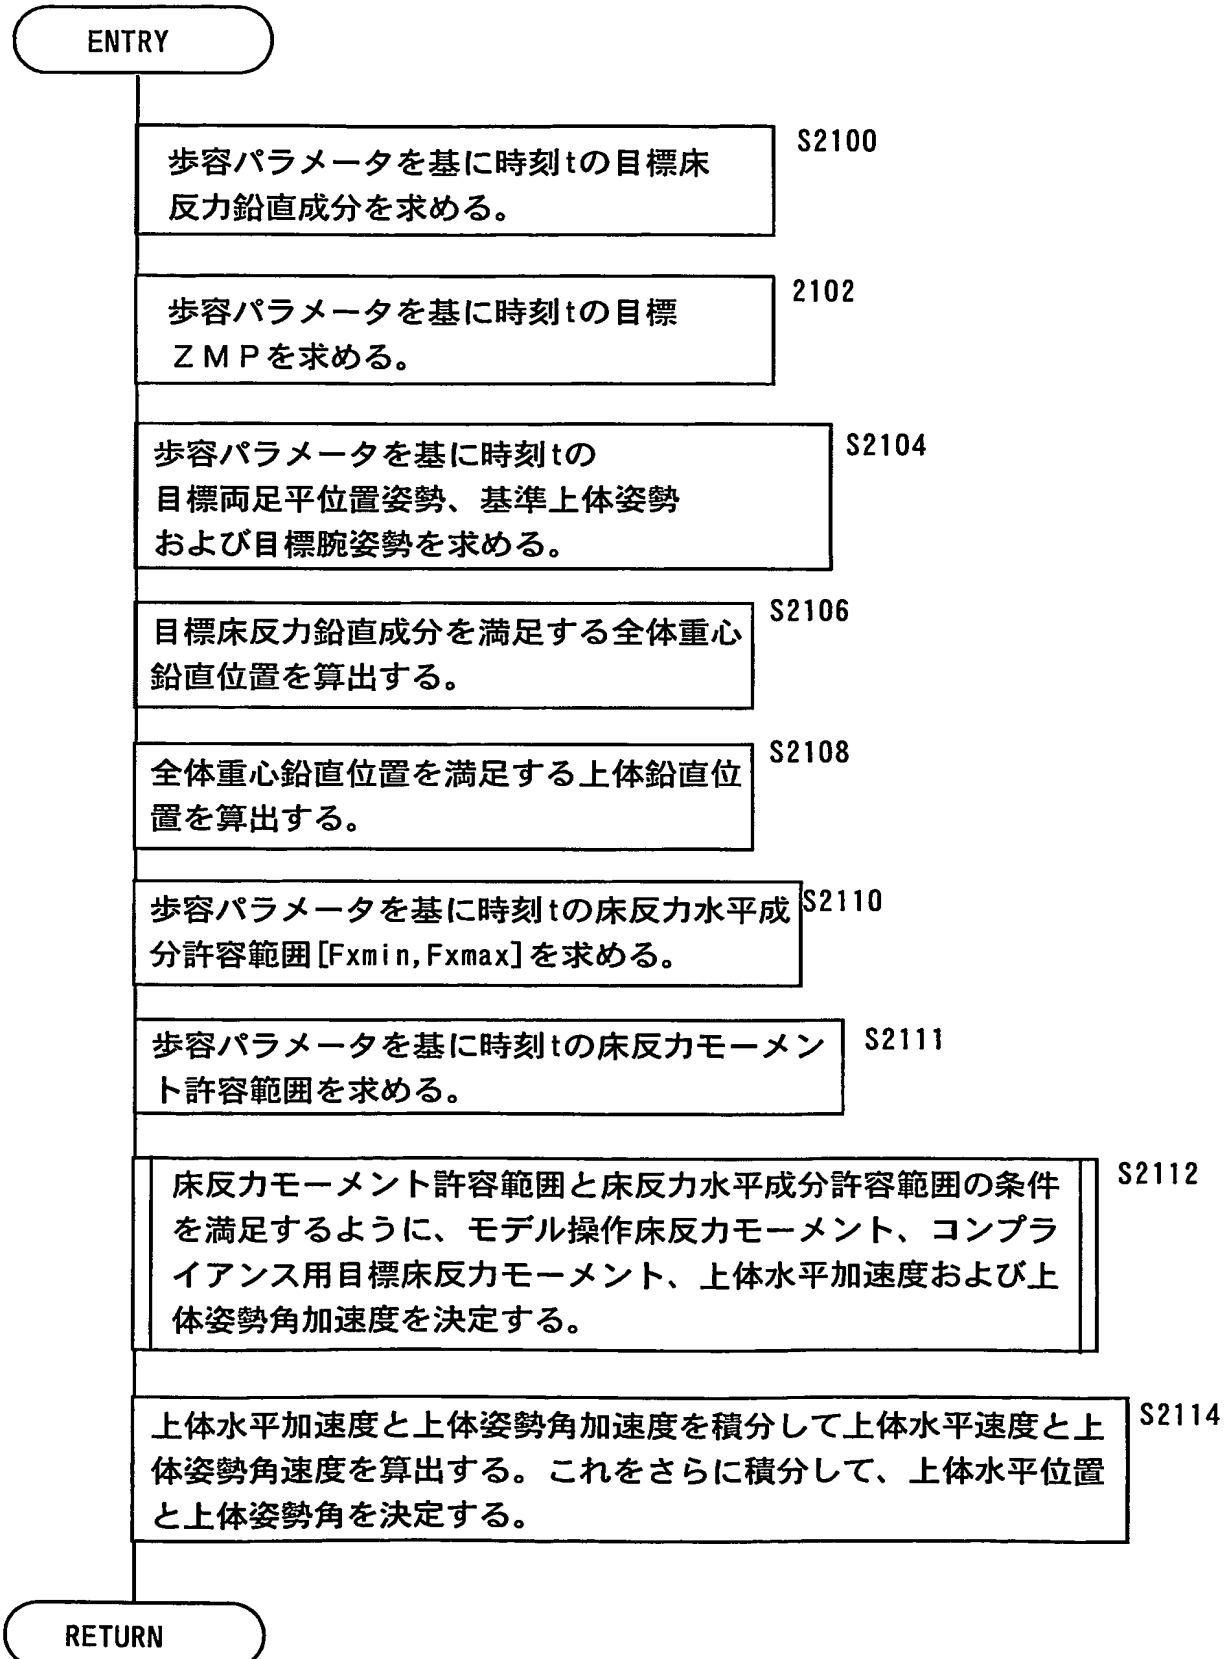 ENTRY
S2100
歩容パラメータを基に時刻tの目標床
反力鉛直成分を求める。
2102
歩容パラメータを基に時刻tの目標
ZMPを求める。
S2104
歩容パラメータを基に時刻tの
目標両足平位置姿勢、基準上体姿勢
および目標腕姿勢を求める。
S2106
目標床反力鉛直成分を満足する全体重心
鉛直位置を算出する。
S2108
全体重心鉛直位置を満足する上体鉛直位
置を算出する。
S2110
歩容パラメータを基に時刻tの床反力水平成
分許容範囲[Fxmin,Fxmax]を求める。
S2111
歩容パラメータを基に時刻tの床反力モーメン
ト許容範囲を求める。
S2112
床反力モーメント許容範囲と床反力水平成分許容範囲の条件
を満足するように、モデル操作床反力モーメント、コンプラ
イアンス用目標床反力モーメント、上体水平加速度および上
体姿勢角加速度を決定する。
S2114
上体水平加速度と上体姿勢角加速度を積分して上体水平速度と上
体姿勢角速度を算出する。これをさらに積分して、上体水平位置
と上体姿勢角を決定する。
RETURN